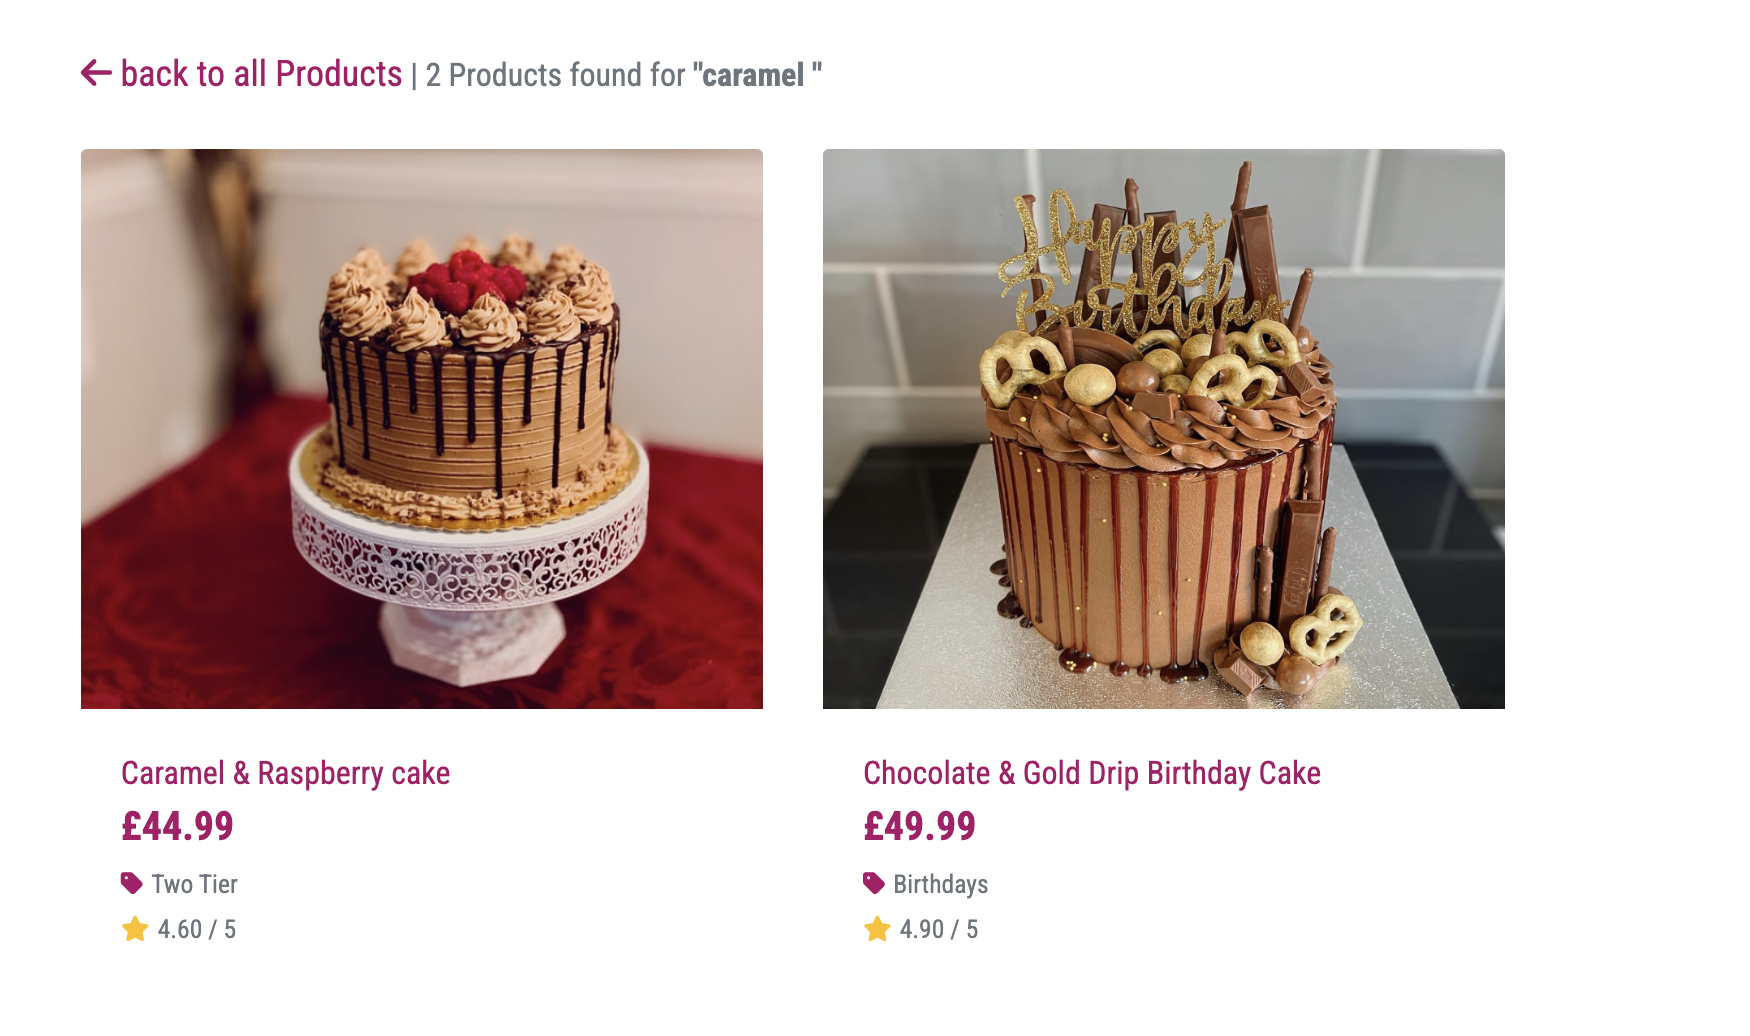 back to all Products | 2 Products found for "caramel "
Happy
Birthday
Caramel & Raspberry cake
£44.99
Two Tier
4.60 / 5
Chocolate & Gold Drip Birthday Cake
£49.99
Birthdays
4.90 / 5